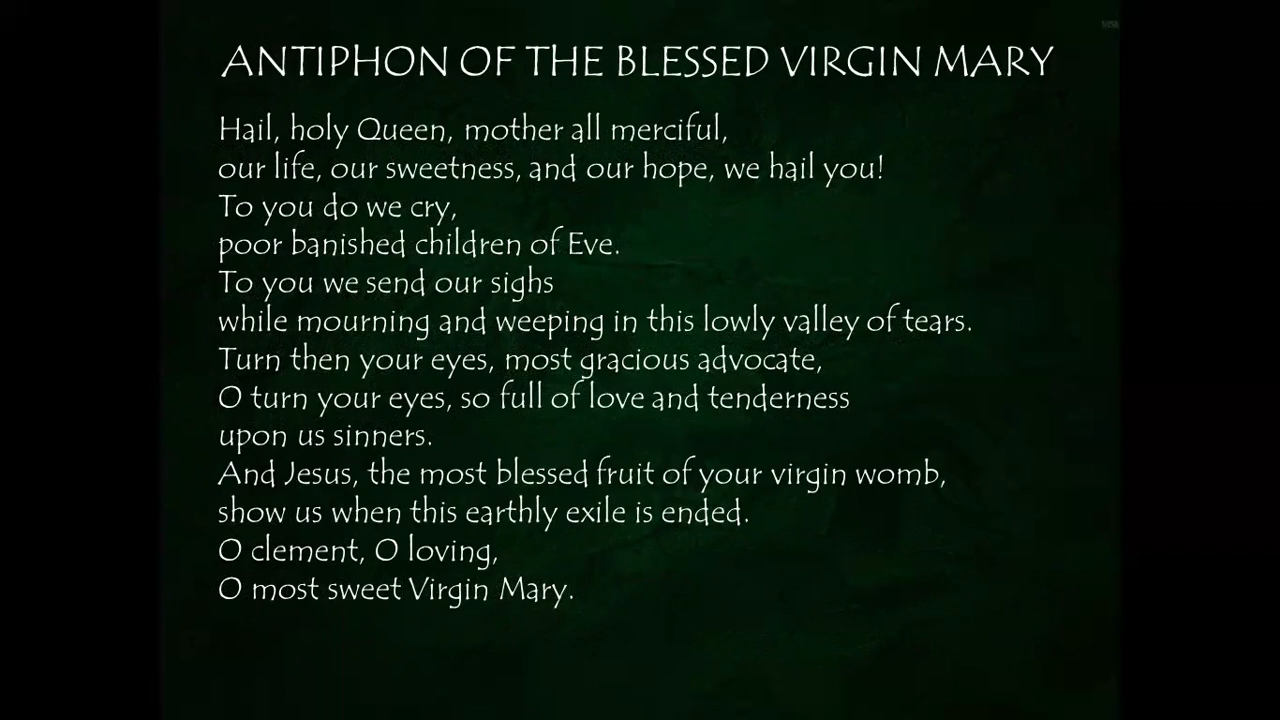 ANTIPHON OF THE BLESSED VIRGIN MARY
Hail, holy Queen, mother all merciful,
our life, our sweetness, and our hope, we hail you!
To you do we cry,
poor banished children of Eve.
To you we send our sighs
while mourning and weeping in this lowly valley of tears.
Turn then your eyes, most gracious advocate,
O turn your eyes, so full of love and tenderness
upon us sinners.
And Jesus, the most blessed fruit of your virgin womb,
show us when this earthly exile is ended.
O clement, O loving,
O most sweet Virgin Mary.